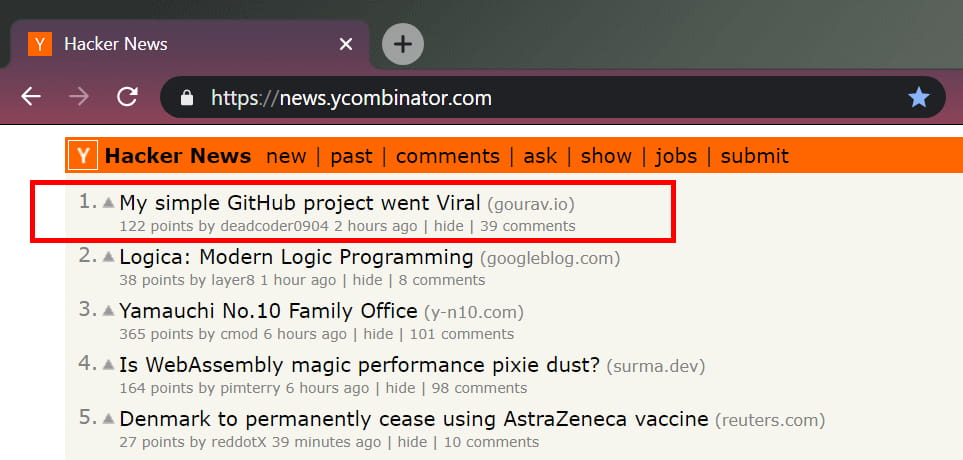 Y Hacker News
https://news.ycombinator.com
Y Hacker News new | past | comments | ask | show | jobs | submit
1. My simple GitHub project went Viral (gourav.io)
122 points by deadcoder0904 2 hours ago | hide | 39 comments
2. Logica: Modern Logic Programming (googleblog.com)
38 points by layer8 1 hour ago | hide | 8 comments
3. Yamauchi No.10 Family Office (y-n10.com)
365 points by cmod 6 hours ago | hide | 101 comments
4. Is WebAssembly magic performance pixie dust? (surma.dev)
164 points by pimterry 6 hours ago | hide | 98 comments
5. Denmark to permanently cease using AstraZeneca vaccine (reuters.com)
27 points by reddotX 39 minutes ago | hide | 10 comments